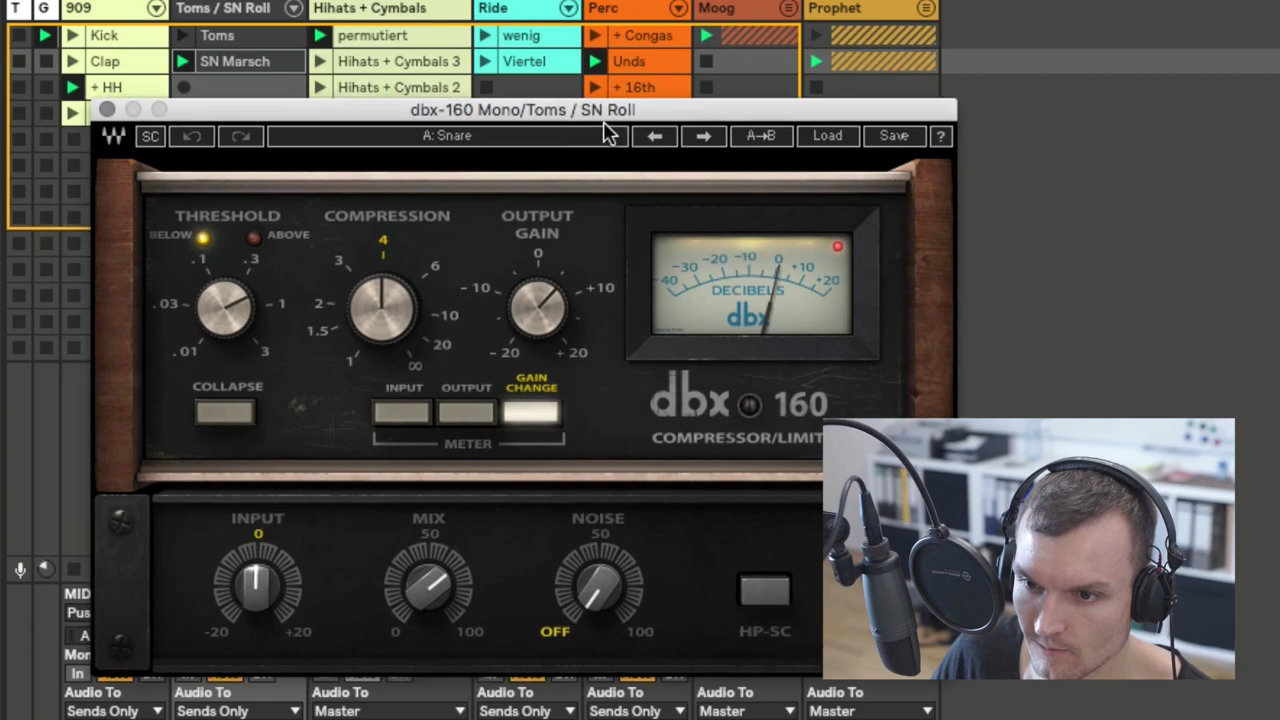 T G 909 Toms / SN Roll Hihats + Cymbals Ride Perc Moog Prophet
Kick Toms permutiert wenig + Congas
Clap SN Marsch Hihats + Cymbals 3 Viertel Unds
+ HH Hihats + Cymbals 2 + 16th
dbx-160 Mono/Toms / SN Roll
SC A: Snare A→B Load Save ?
THRESHOLD COMPRESSION OUTPUT GAIN
BELOW ABOVE
.01 .03 .1 .3 1 3
1 1.5 2 3 4 6 10 20 ∞
-20 -10 0 +10 +20
40 -30 -20 -10 0 +10 +20
DECIBELS
dbx
COLLAPSE INPUT OUTPUT GAIN CHANGE
METER
dbx 160
COMPRESSOR/LIMIT
INPUT MIX NOISE
0 50 50
-20 +20 0 100 OFF 100 HP-SC
MIDI
Pus
A
Mon
In
Audio To Audio To Audio To Audio To Audio To Audio To Audio To
Sends Only Sends Only Master Sends Only Sends Only Master Master